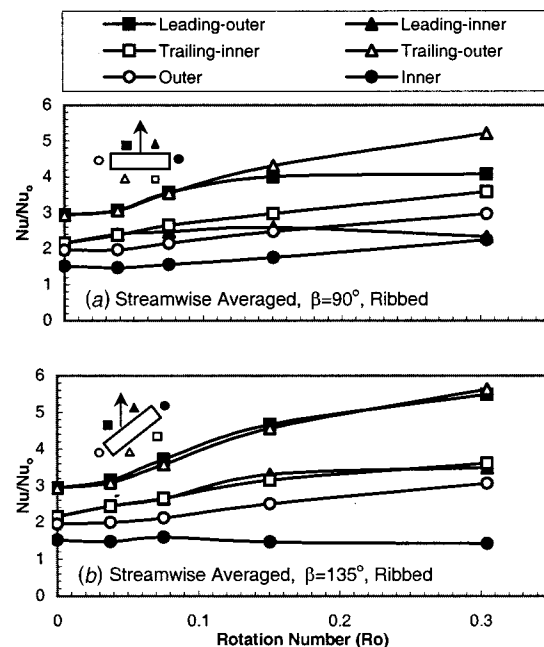 Leading-outer
Leading-inner
Trailing-inner
Trailing-outer
Outer
Inner
6
5
4
3
2
1
0
Nu/Nuₒ
(a) Streamwise Averaged, β=90°, Ribbed
6
5
4
3
2
1
0
Nu/Nuₒ
(b) Streamwise Averaged, β=135°, Ribbed
0 0.1 0.2 0.3
Rotation Number (Ro)